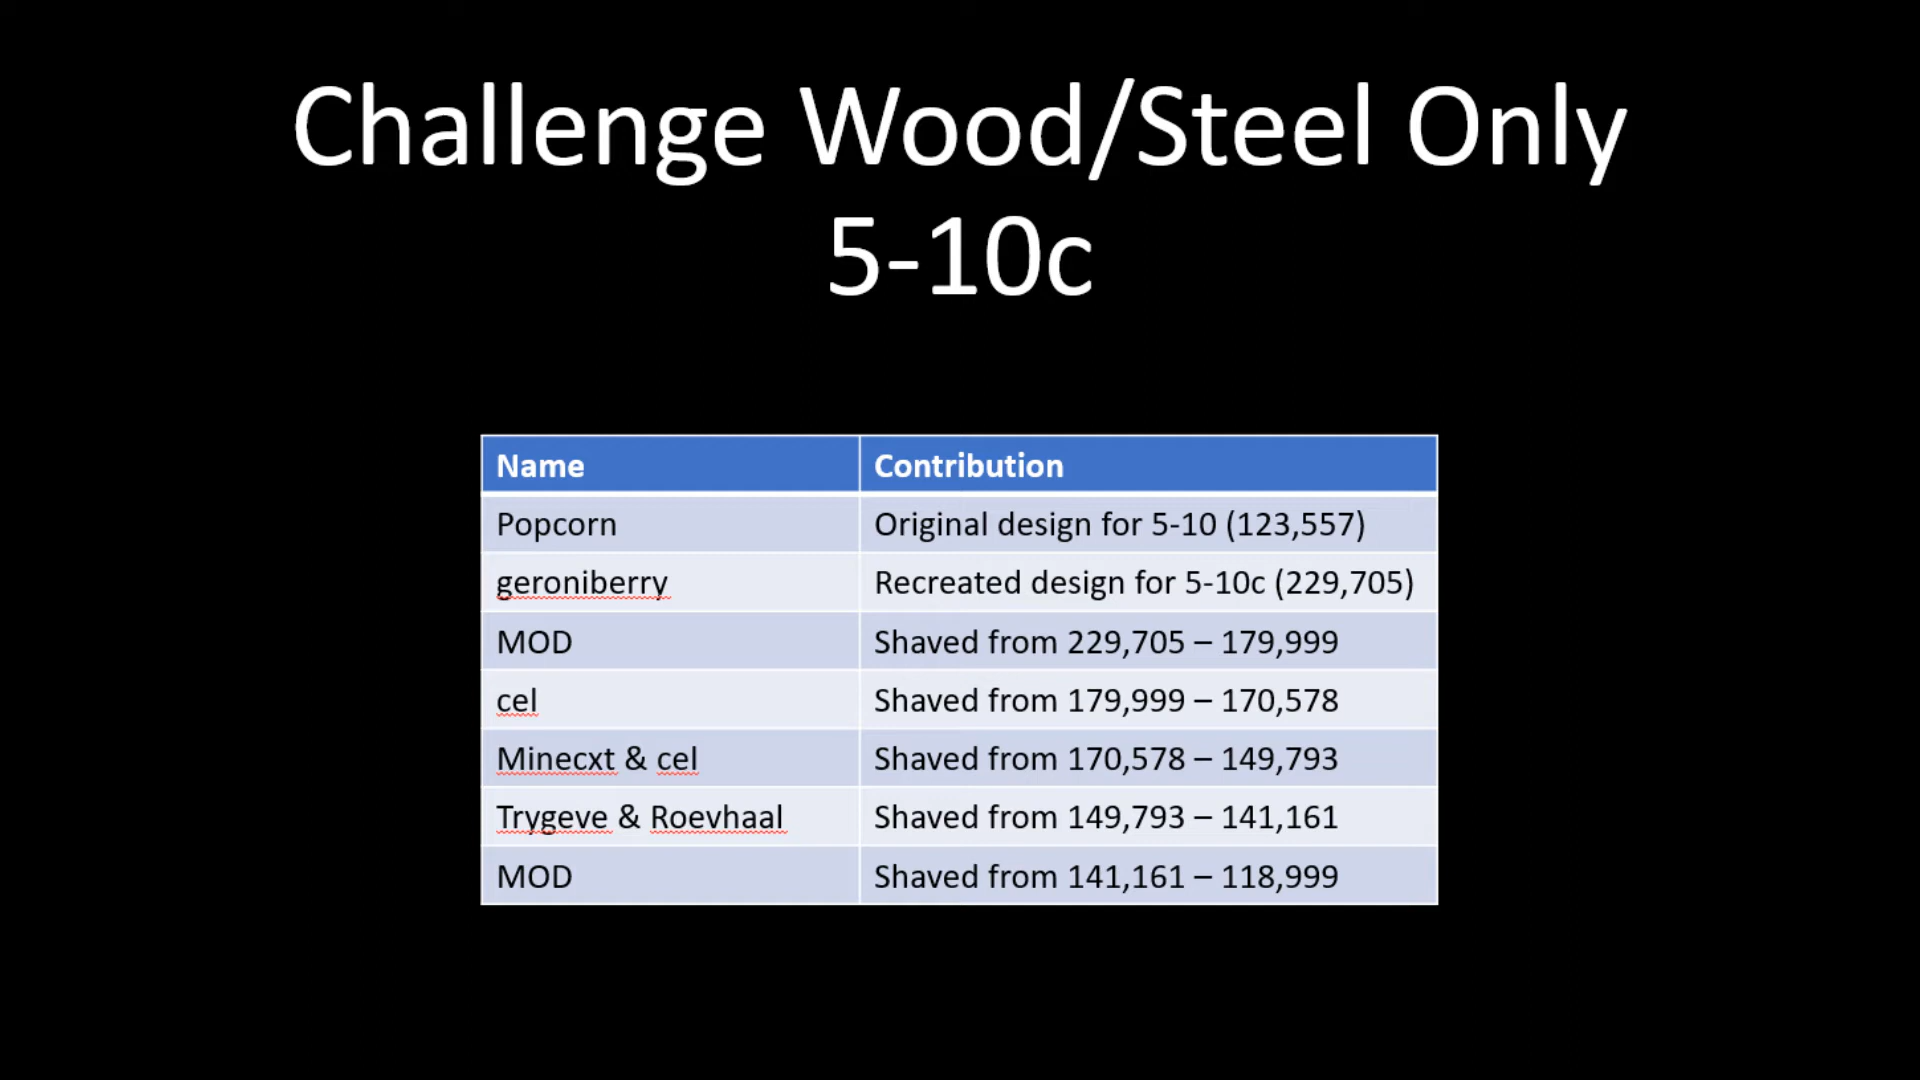 Challenge Wood/Steel Only
5-10c
Name Contribution
Popcorn Original design for 5-10 (123,557)
geroniberry Recreated design for 5-10c (229,705)
MOD Shaved from 229,705 – 179,999
cel Shaved from 179,999 – 170,578
Minecxt & cel Shaved from 170,578 – 149,793
Trygeve & Roevhaal Shaved from 149,793 – 141,161
MOD Shaved from 141,161 – 118,999